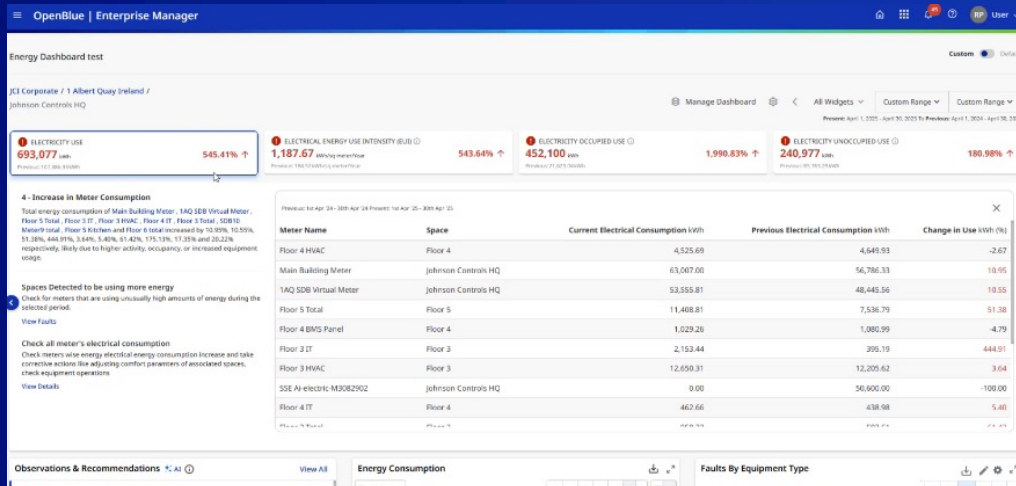 OpenBlue | Enterprise Manager
45
RP User
Energy Dashboard test
Custom
JCI Corporate / 1 Albert Quay Ireland /
Johnson Controls HQ
Manage Dashboard
All Widgets
Custom Range
Custom Range
ELECTRICITY USE
693,077 kWh
545.41% ↑
ELECTRICAL ENERGY USE INTENSITY (EUI)
1,187.67 kWh/sq meter/Year
543.64% ↑
ELECTRICITY OCCUPIED USE
452,100 kWh
1,990.83% ↑
ELECTRICITY UNOCCUPIED USE
240,977 kWh
180.98% ↑
4 - Increase in Meter Consumption
Total energy consumption of Main Building Meter , 1AQ SDB Virtual Meter ,
Floor 5 Total , Floor 3 IT , Floor 3 HVAC , Floor 4 IT , Floor 3 Total , SDB10
Meter9 total , Floor 5 Kitchen and Floor 6 total increased by 10.95%, 10.55%,
51.38%, 444.91%, 3.64%, 5.40%, 61.42%, 175.13%, 17.35% and 20.22%
respectively, likely due to higher activity, occupancy, or increased equipment
usage.
Spaces Detected to be using more energy
Check for meters that are using unusually high amounts of energy during the
selected period.
View Faults
Check all meter's electrical consumption
Check meters wise energy electrical energy consumption increase and take
corrective actions like adjusting comfort paramters of associated spaces,
check equipment operations
View Details
Previous: 1st Apr '24 - 30th Apr '24 Present: 1st Apr '25 - 30th Apr '25
Meter Name Space Current Electrical Consumption kWh Previous Electrical Consumption kWh Change in Use kWh (%)
Floor 4 HVAC Floor 4 4,525.69 4,649.93 -2.67
Main Building Meter Johnson Controls HQ 63,007.00 56,786.33 10.95
1AQ SDB Virtual Meter Johnson Controls HQ 53,555.81 48,445.56 10.55
Floor 5 Total Floor 5 11,408.81 7,536.79 51.38
Floor 4 BMS Panel Floor 4 1,029.26 1,080.99 -4.79
Floor 3 IT Floor 3 2,153.44 395.19 444.91
Floor 3 HVAC Floor 3 12,650.31 12,205.62 3.64
SSE Ai-electric-M3082902 Johnson Controls HQ 0.00 50,600.00 -100.00
Floor 4 IT Floor 4 462.66 438.98 5.40
Observations & Recommendations AI View All
Energy Consumption
Faults By Equipment Type